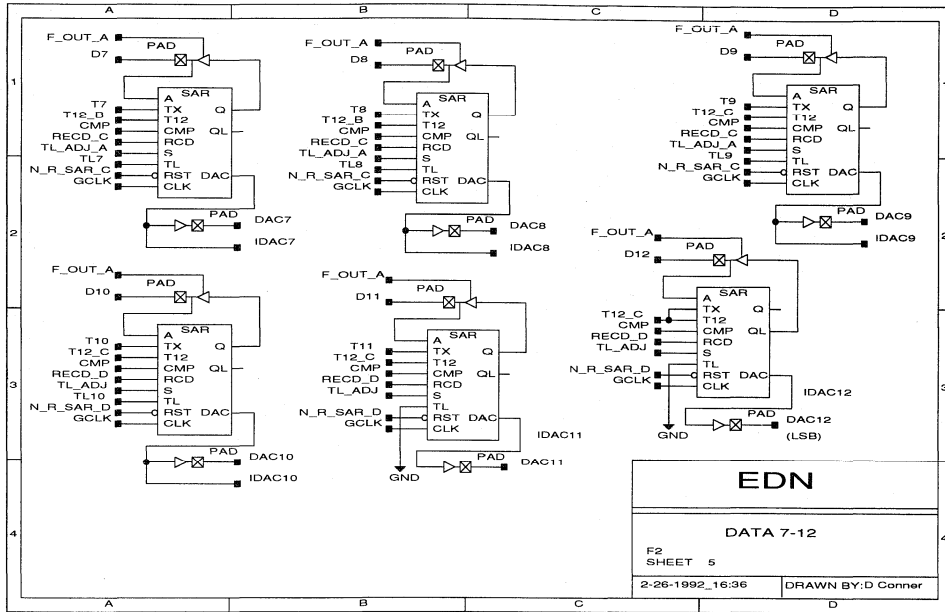 A B C D
F_OUT_A
D7
PAD
SAR
A
T7 TX Q
T12_B T12
CMP CMP QL
RECD_C RCD
TL_ADJ_A S
TL7 TL
N_R_SAR_C RST DAC
GCLK CLK
PAD DAC7
IDAC7
F_OUT_A
D8
PAD
SAR
A
T8 TX Q
T12_B T12
CMP CMP QL
RECD_C RCD
TL_ADJ_A S
TL8 TL
N_R_SAR_C RST DAC
GCLK CLK
PAD DAC8
IDAC8
F_OUT_A
D9
PAD
SAR
A
T9 TX Q
T12_C T12
CMP CMP QL
RECD_C RCD
TL_ADJ_A S
TL9 TL
N_R_SAR_C RST DAC
GCLK CLK
PAD DAC9
IDAC9
F_OUT_A
D10
PAD
SAR
A
T10 TX Q
T12_C T12
CMP CMP QL
RECD_D RCD
TL_ADJ S
TL10 TL
N_R_SAR_D RST DAC
GCLK CLK
PAD DAC10
IDAC10
F_OUT_A
D11
PAD
SAR
A
T11 TX Q
T12_C T12
CMP CMP QL
RECD_D RCD
TL_ADJ S
TL
N_R_SAR_D RST DAC
GCLK CLK
IDAC11
GND
PAD DAC11
F_OUT_A
D12
PAD
SAR
A
TX Q
T12_C T12
CMP CMP QL
RECD_D RCD
TL_ADJ S
TL
N_R_SAR_D RST DAC
GCLK CLK
IDAC12
GND
PAD DAC12
(LSB)
1
2
3
4
2
3
4
EDN
DATA 7-12
F2
SHEET 5
2-26-1992_16:36 DRAWN BY:D Conner
A B C D